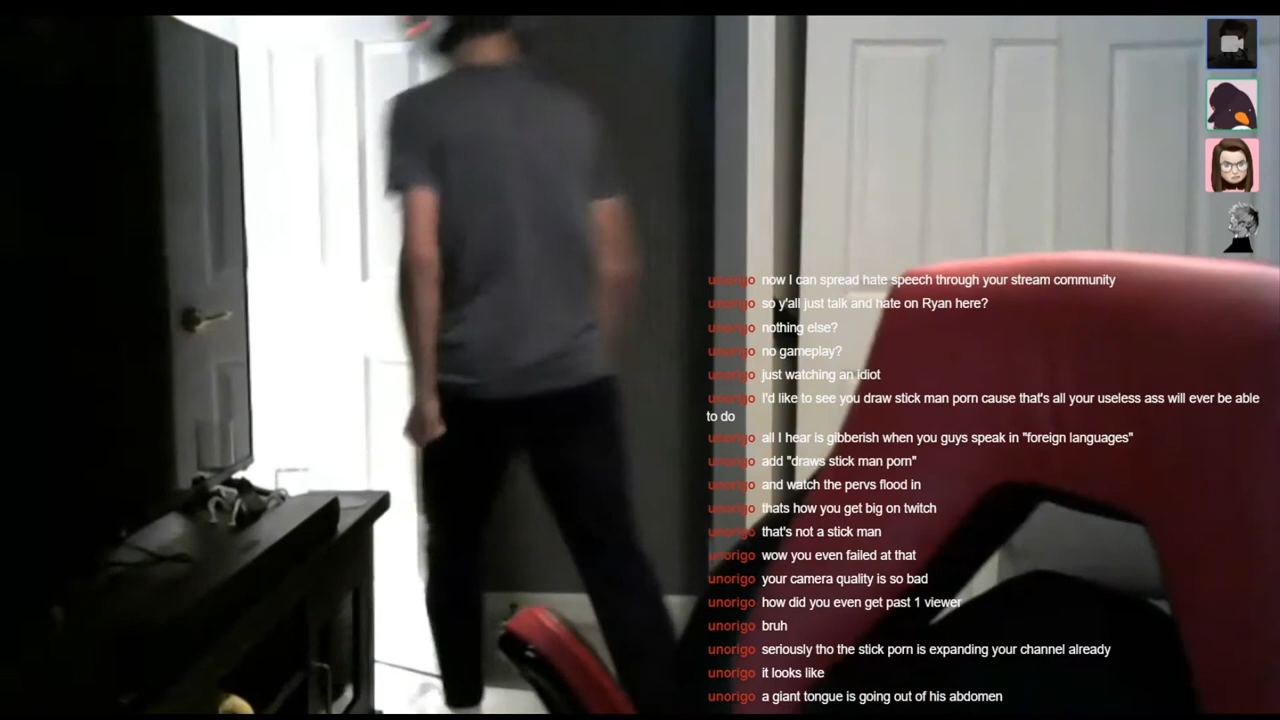 unorigo now I can spread hate speech through your stream community
unorigo so y'all just talk and hate on Ryan here?
unorigo nothing else?
unorigo no gameplay?
unorigo just watching an idiot
unorigo I'd like to see you draw stick man porn cause that's all your useless ass will ever be able
to do
unorigo all I hear is gibberish when you guys speak in "foreign languages"
unorigo add "draws stick man porn"
unorigo and watch the pervs flood in
unorigo thats how you get big on twitch
unorigo that's not a stick man
unorigo wow you even failed at that
unorigo your camera quality is so bad
unorigo how did you even get past 1 viewer
unorigo bruh
unorigo seriously tho the stick porn is expanding your channel already
unorigo it looks like
unorigo a giant tongue is going out of his abdomen